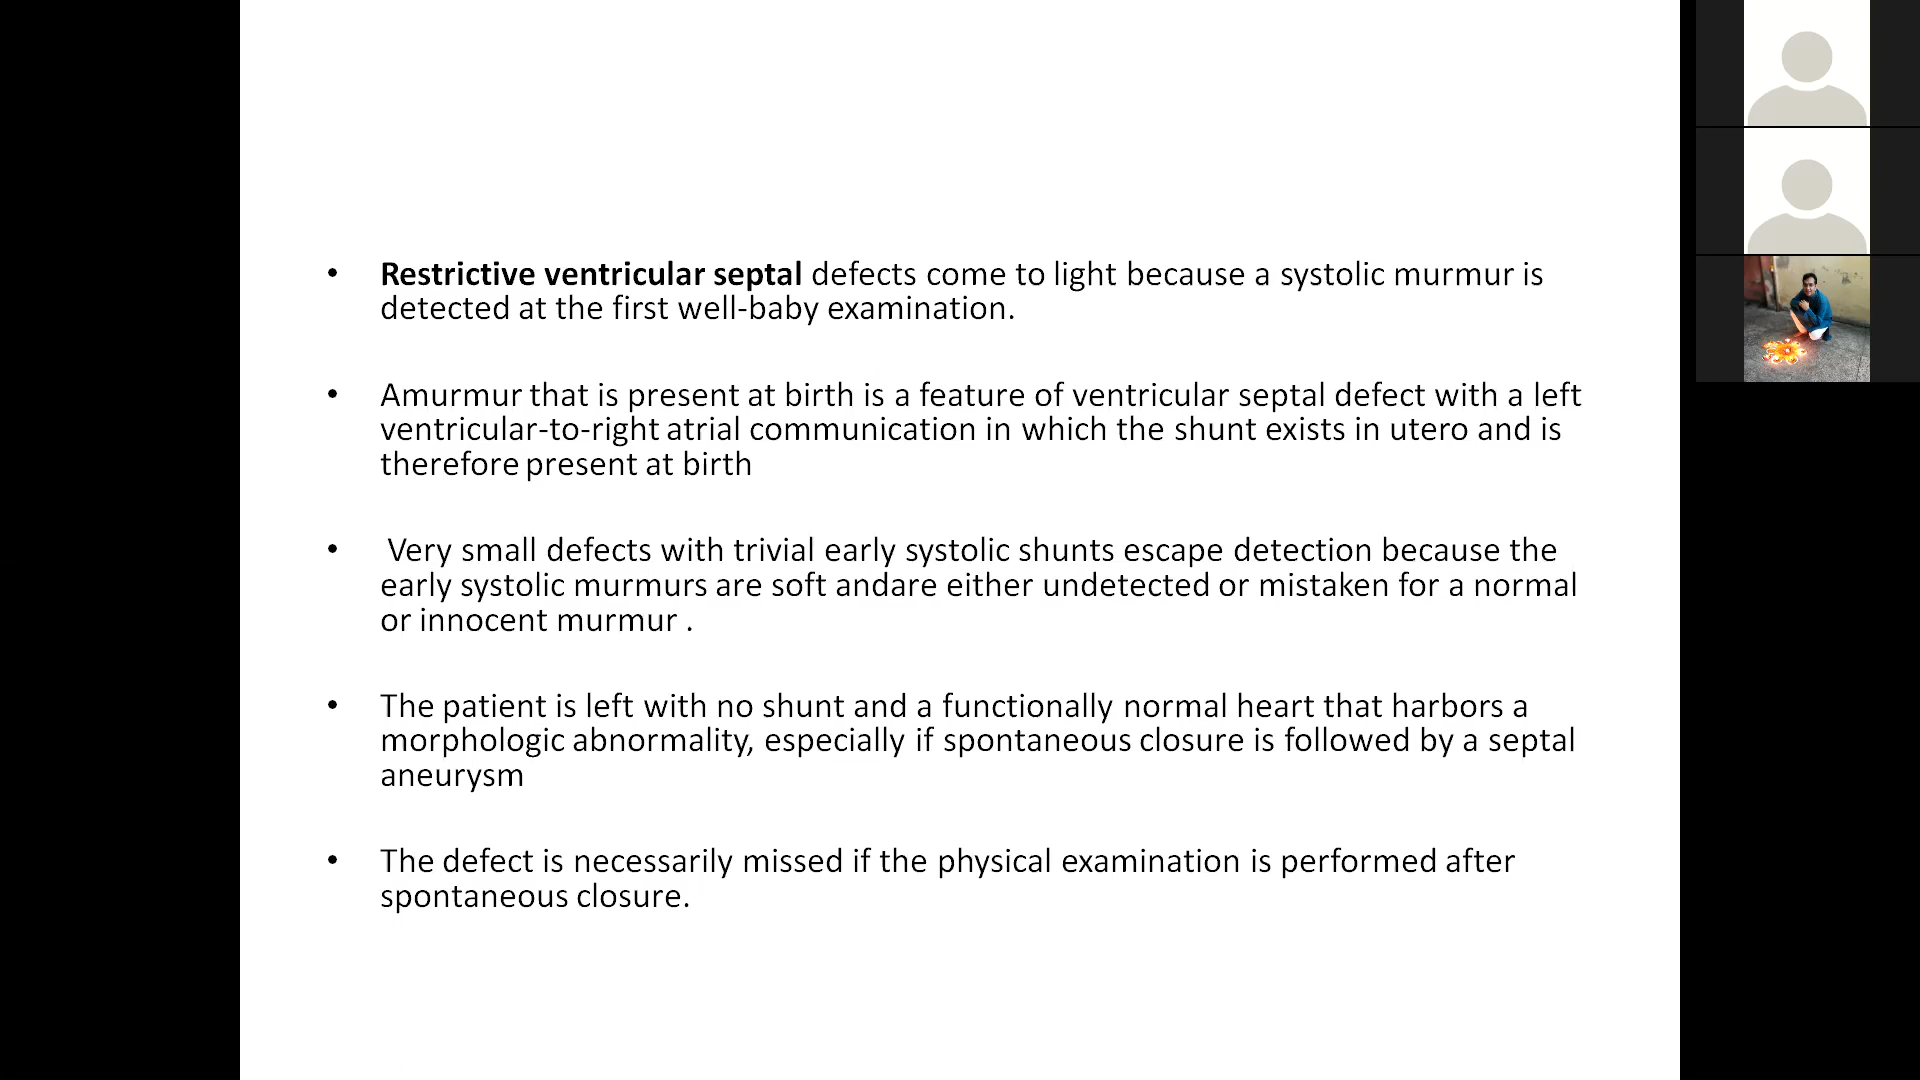 • Restrictive ventricular septal defects come to light because a systolic murmur is
detected at the first well-baby examination.
• Amurmur that is present at birth is a feature of ventricular septal defect with a left
ventricular-to-right atrial communication in which the shunt exists in utero and is
therefore present at birth
• Very small defects with trivial early systolic shunts escape detection because the
early systolic murmurs are soft andare either undetected or mistaken for a normal
or innocent murmur .
• The patient is left with no shunt and a functionally normal heart that harbors a
morphologic abnormality, especially if spontaneous closure is followed by a septal
aneurysm
• The defect is necessarily missed if the physical examination is performed after
spontaneous closure.